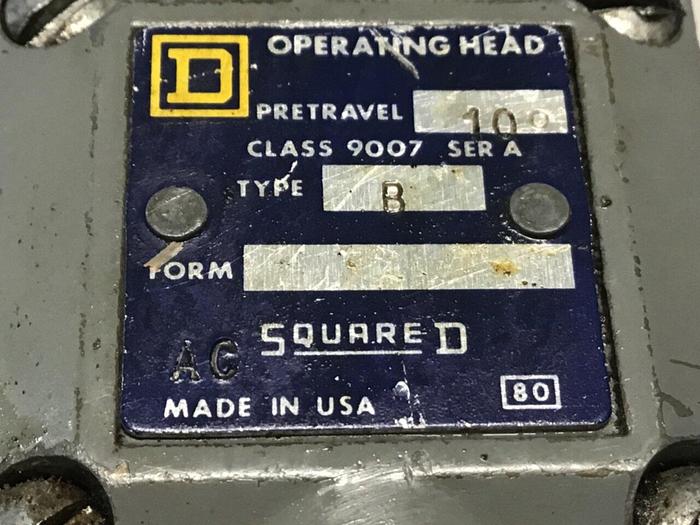 D OPERATING HEAD
PRETRAVEL 10°
CLASS 9007 SER A
TYPE B
FORM
SQUARE D
AC
MADE IN USA 80